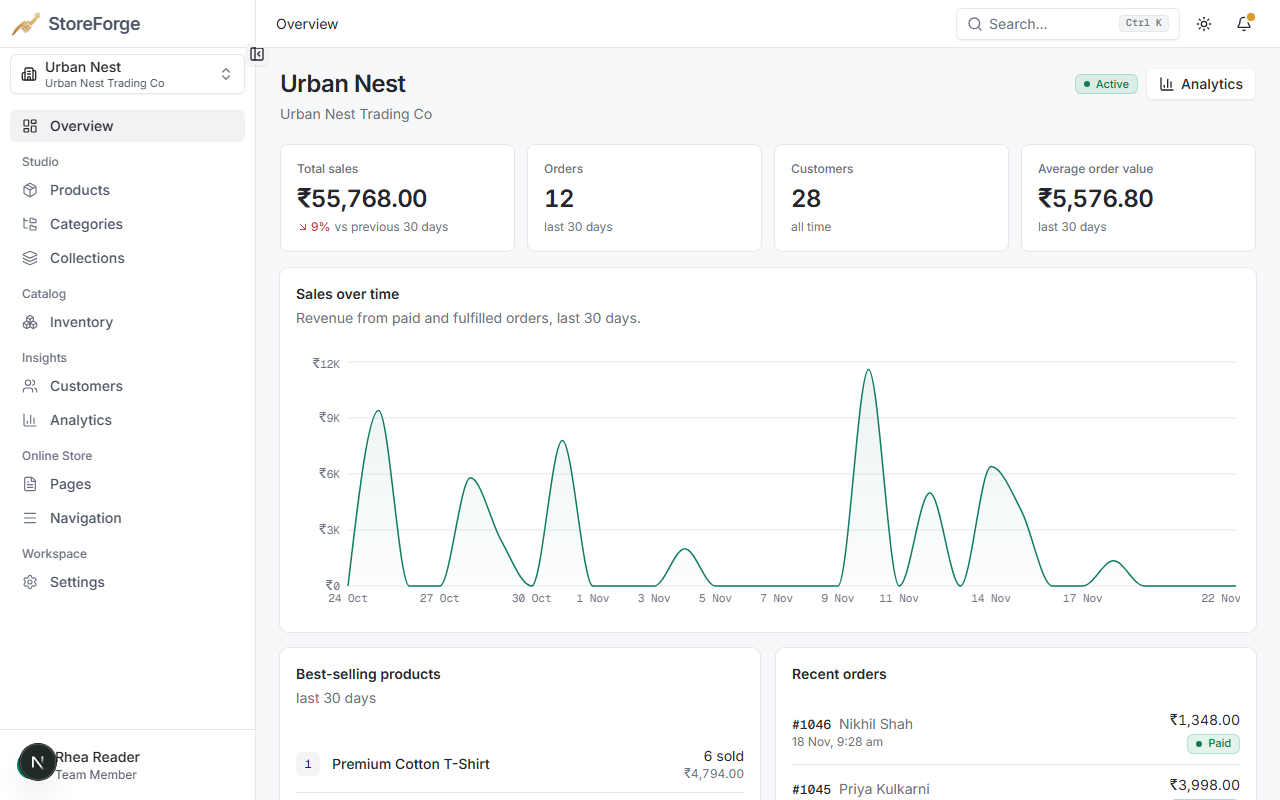 StoreForge
Overview
Search...
Ctrl K
Urban Nest
Urban Nest Trading Co
Overview
Studio
Products
Categories
Collections
Catalog
Inventory
Insights
Customers
Analytics
Online Store
Pages
Navigation
Workspace
Settings
N
Rhea Reader
Team Member
Urban Nest
Urban Nest Trading Co
Active
Analytics
Total sales
₹55,768.00
9% vs previous 30 days
Orders
12
last 30 days
Customers
28
all time
Average order value
₹5,576.80
last 30 days
Sales over time
Revenue from paid and fulfilled orders, last 30 days.
₹12K
₹9K
₹6K
₹3K
₹0
24 Oct 27 Oct 30 Oct 1 Nov 3 Nov 5 Nov 7 Nov 9 Nov 11 Nov 14 Nov 17 Nov 22 Nov
Best-selling products
last 30 days
1 Premium Cotton T-Shirt 6 sold
₹4,794.00
Recent orders
#1046 Nikhil Shah ₹1,348.00
18 Nov, 9:28 am Paid
#1045 Priya Kulkarni ₹3,998.00